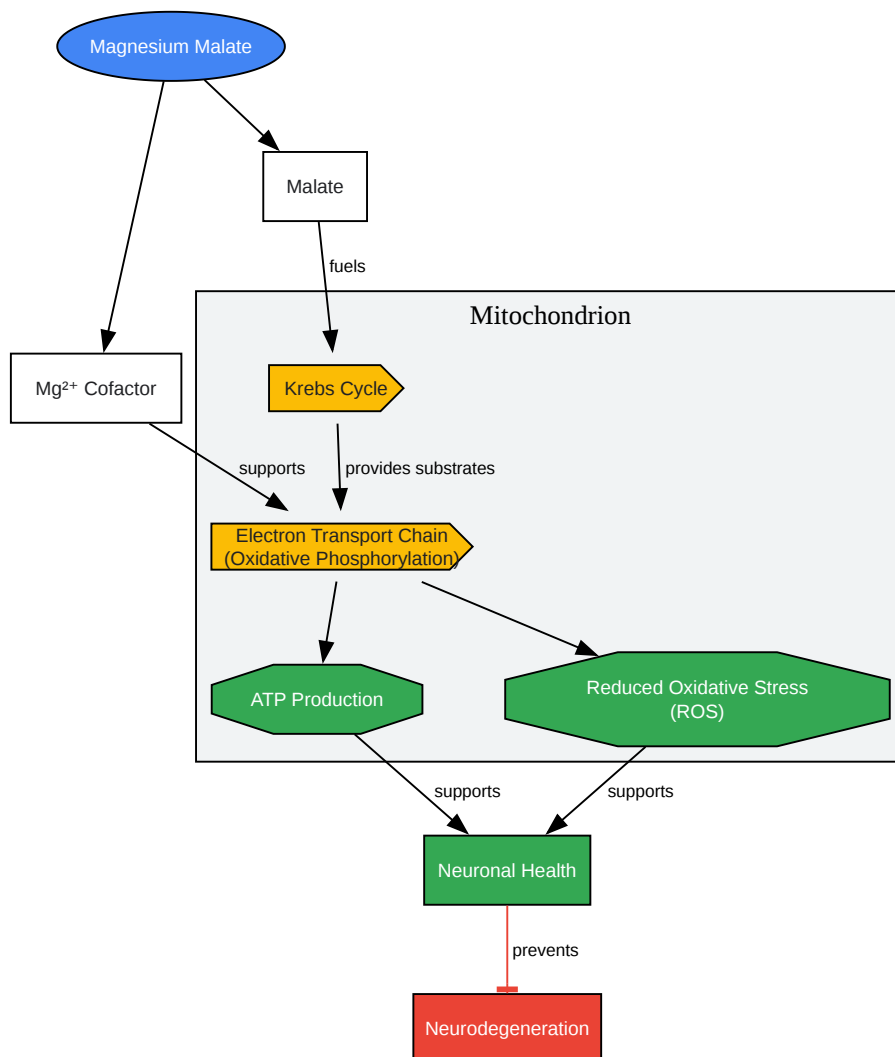 Magnesium Malate
Malate
fuels
Mitochondrion
Mg²⁺ Cofactor
Krebs Cycle
supports
provides substrates
Electron Transport Chain
(Oxidative Phosphorylation)
ATP Production
Reduced Oxidative Stress
(ROS)
supports
supports
Neuronal Health
prevents
Neurodegeneration